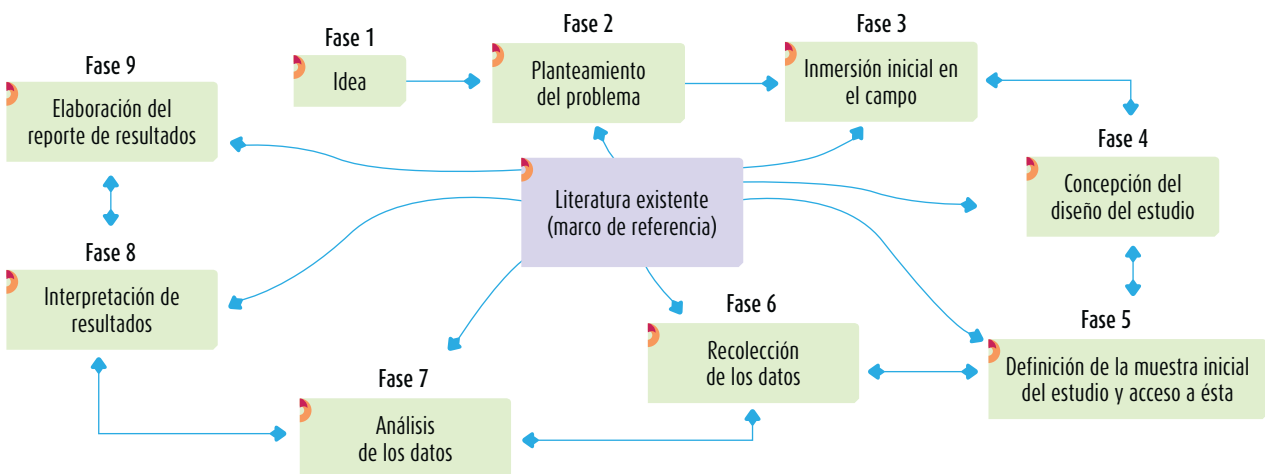 Fase 1
Idea
Fase 2
Planteamiento
del problema
Fase 3
Inmersión inicial en
el campo
Fase 4
Concepción del
diseño del estudio
Fase 5
Definición de la muestra inicial
del estudio y acceso a ésta
Fase 6
Recolección
de los datos
Fase 7
Análisis
de los datos
Fase 8
Interpretación de
resultados
Fase 9
Elaboración del
reporte de resultados
Literatura existente
(marco de referencia)